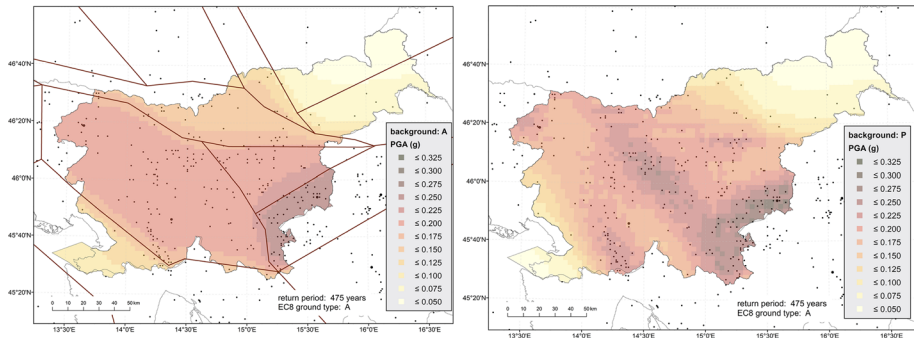 46°40'N
46°20'N
46°0'N
45°40'N
45°20'N
background: A
PGA (g)
≤ 0.325
≤ 0.300
≤ 0.275
≤ 0.250
≤ 0.225
≤ 0.200
≤ 0.175
≤ 0.150
≤ 0.125
≤ 0.100
≤ 0.075
≤ 0.050
return period: 475 years
EC8 ground type: A
0 10 20 30 40 50 km
13°30'E 14°0'E 14°30'E 15°0'E 15°30'E 16°0'E 16°30'E
46°40'N
46°20'N
46°0'N
45°40'N
45°20'N
background: P
PGA (g)
≤ 0.325
≤ 0.300
≤ 0.275
≤ 0.250
≤ 0.225
≤ 0.200
≤ 0.175
≤ 0.150
≤ 0.125
≤ 0.100
≤ 0.075
≤ 0.050
return period: 475 years
EC8 ground type: A
0 10 20 30 40 50 km
13°30'E 14°0'E 14°30'E 15°0'E 15°30'E 16°0'E 16°30'E